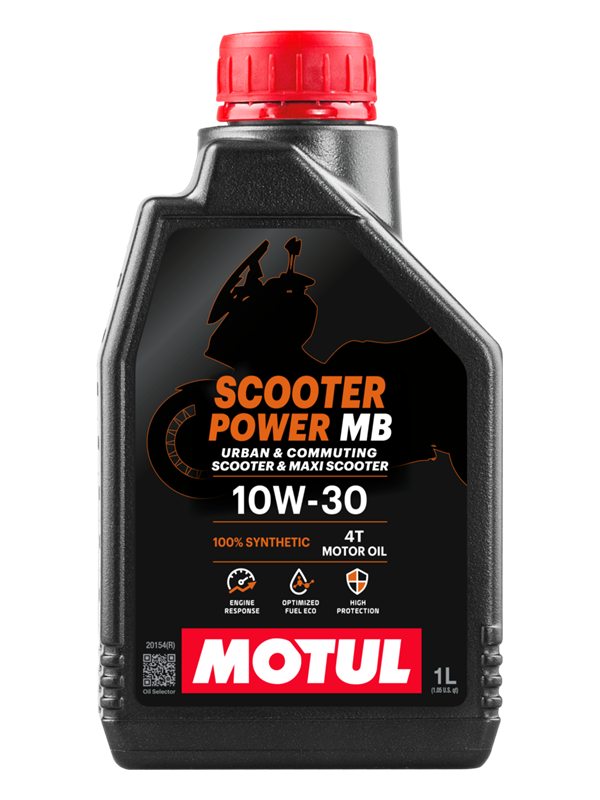 SCOOTER
POWER MB
URBAN & COMMUTING
SCOOTER & MAXI SCOOTER
10W-30
100% SYNTHETIC
4T
MOTOR OIL
ENGINE
RESPONSE
OPTIMIZED
FUEL ECO
HIGH
PROTECTION
20154(R)
Oil Selector
MOTUL
1L
(1.05 U.S. qt)